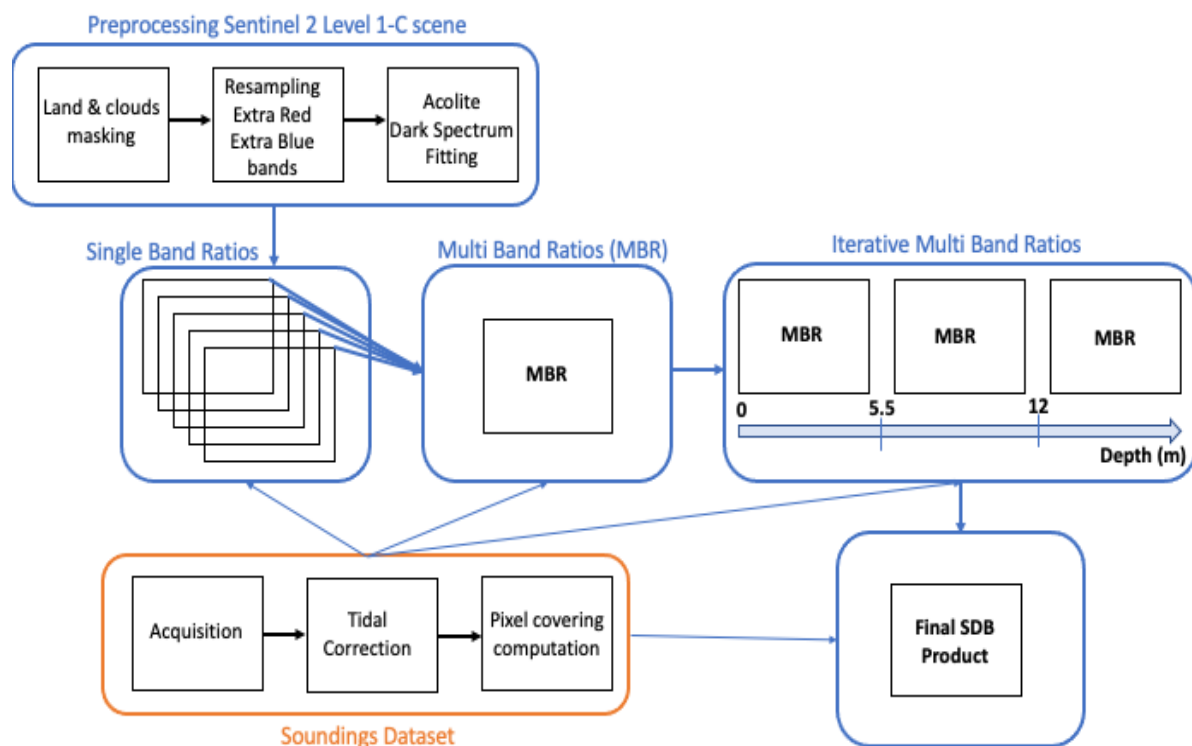 Preprocessing Sentinel 2 Level 1-C scene
Land & clouds
masking
Resampling
Extra Red
Extra Blue
bands
Acolite
Dark Spectrum
Fitting
Single Band Ratios
Multi Band Ratios (MBR)
MBR
Iterative Multi Band Ratios
MBR
MBR
MBR
0
5.5
12
Depth (m)
Acquisition
Tidal
Correction
Pixel covering
computation
Soundings Dataset
Final SDB
Product